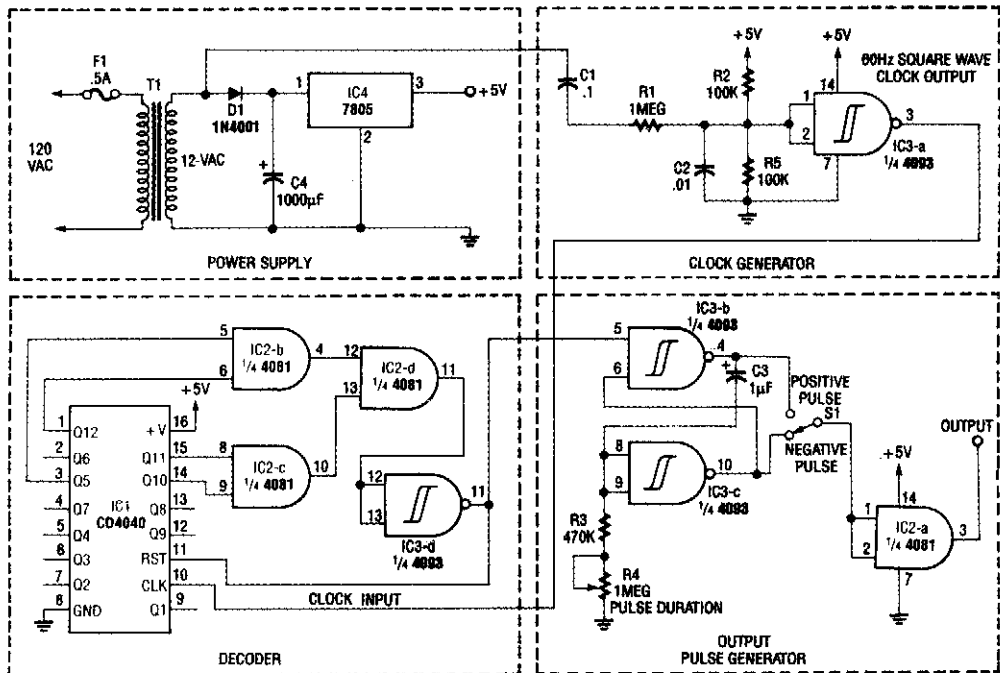 F1
.5A
T1
120
VAC
12-VAC
D1
1N4001
1
IC4
7805
3
2
+5V
+
C4
1000µF
POWER SUPPLY
C1
.1
R1
1MEG
+5V
R2
100K
C2
.01
R5
100K
+5V
14
1
2
7
3
IC3-a
1/4 4093
60Hz SQUARE WAVE
CLOCK OUTPUT
CLOCK GENERATOR
5
6
IC2-b
1/4 4081
4
12
13
IC2-d
1/4 4081
11
+5V
8
9
IC2-c
1/4 4081
10
12
13
11
IC3-d
1/4 4093
IC1
CD4040
1 Q12
2 Q6
3 Q5
4 Q7
5 Q4
6 Q3
7 Q2
8 GND
+V 16
Q11 15
Q10 14
Q8 13
Q9 12
RST 11
CLK 10
Q1 9
CLOCK INPUT
DECODER
IC3-b
1/4 4093
5
6
4
+
C3
1µF
8
9
10
IC3-c
1/4 4093
R3
470K
R4
1MEG
PULSE DURATION
POSITIVE
PULSE
S1
NEGATIVE
PULSE
OUTPUT
+5V
14
1
2
IC2-a
1/4 4081
3
7
OUTPUT
PULSE GENERATOR